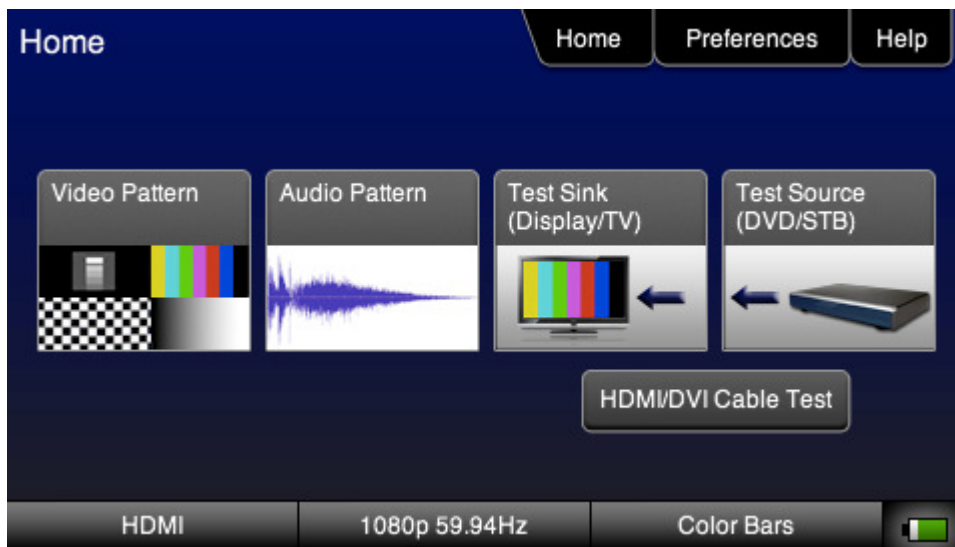 Home
Home
Preferences
Help
Video Pattern
Audio Pattern
Test Sink
(Display/TV)
Test Source
(DVD/STB)
HDMI/DVI Cable Test
HDMI
1080p 59.94Hz
Color Bars